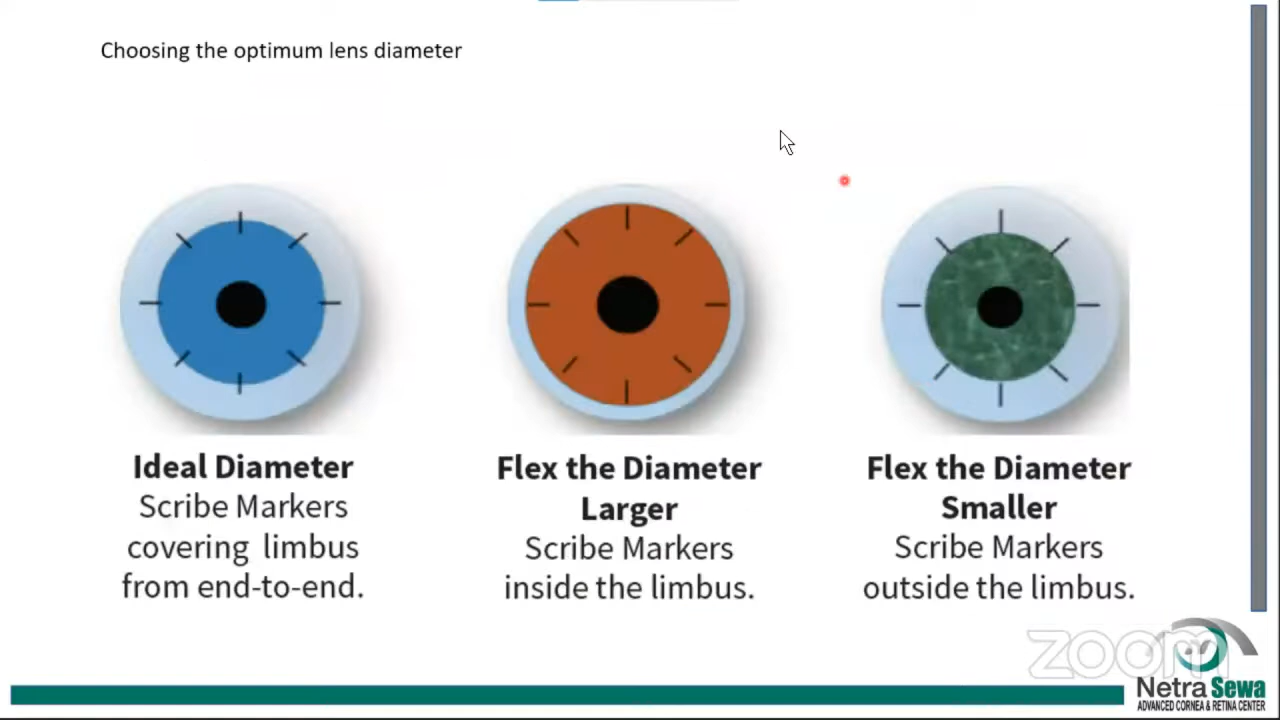 Choosing the optimum lens diameter
Ideal Diameter
Scribe Markers
covering limbus
from end-to-end.
Flex the Diameter
Larger
Scribe Markers
inside the limbus.
Flex the Diameter
Smaller
Scribe Markers
outside the limbus.
zoom
Netra Sewa
ADVANCED CORNEA & RETINA CENTER